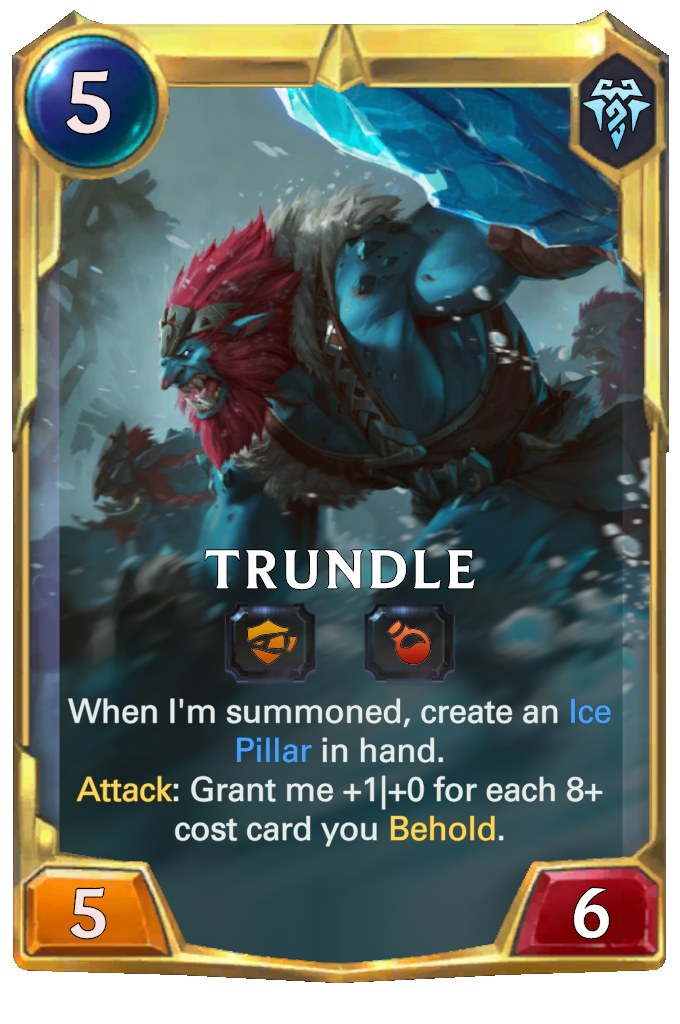 5
TRUNDLE
When I'm summoned, create an Ice
Pillar in hand.
Attack: Grant me +1|+0 for each 8+
cost card you Behold.
5
6